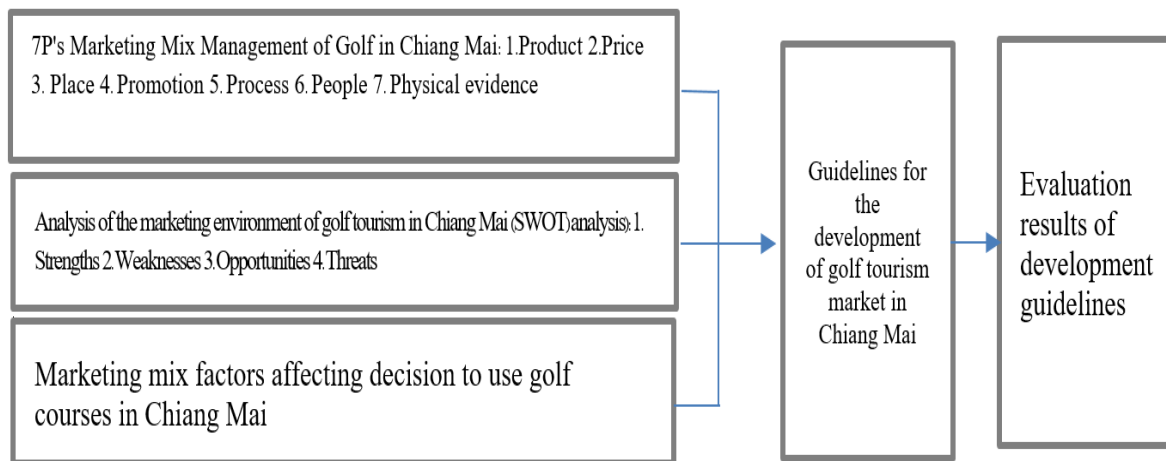 7P's Marketing Mix Management of Golf in Chiang Mai: 1.Product 2.Price
3. Place 4. Promotion 5. Process 6. People 7. Physical evidence
Analysis of the marketing environment of golf tourism in Chiang Mai (SWOT) analysis): 1.
Strengths 2. Weaknesses 3. Opportunities 4. Threats
Marketing mix factors affecting decision to use golf
courses in Chiang Mai
Guidelines for
the
development
of golf tourism
market in
Chiang Mai
Evaluation
results of
development
guidelines